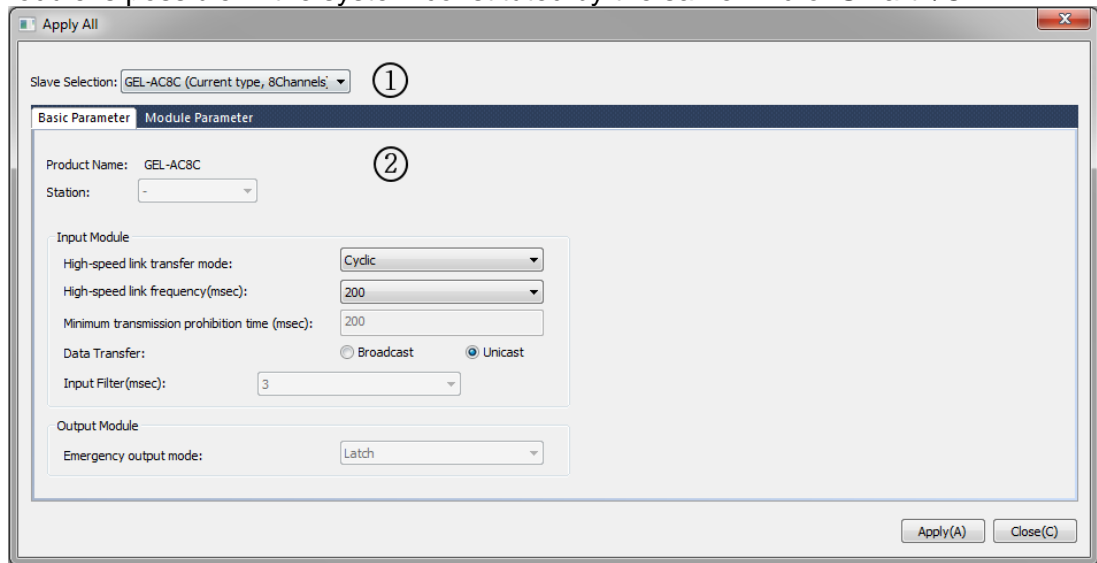 Apply All
Slave Selection: GEL-AC8C (Current type, 8Channels) ①
Basic Parameter Module Parameter
Product Name: GEL-AC8C ②
Station: -
Input Module
High-speed link transfer mode: Cyclic
High-speed link frequency(msec): 200
Minimum transmission prohibition time (msec): 200
Data Transfer: Broadcast Unicast
Input Filter(msec): 3
Output Module
Emergency output mode: Latch
Apply(A) Close(C)